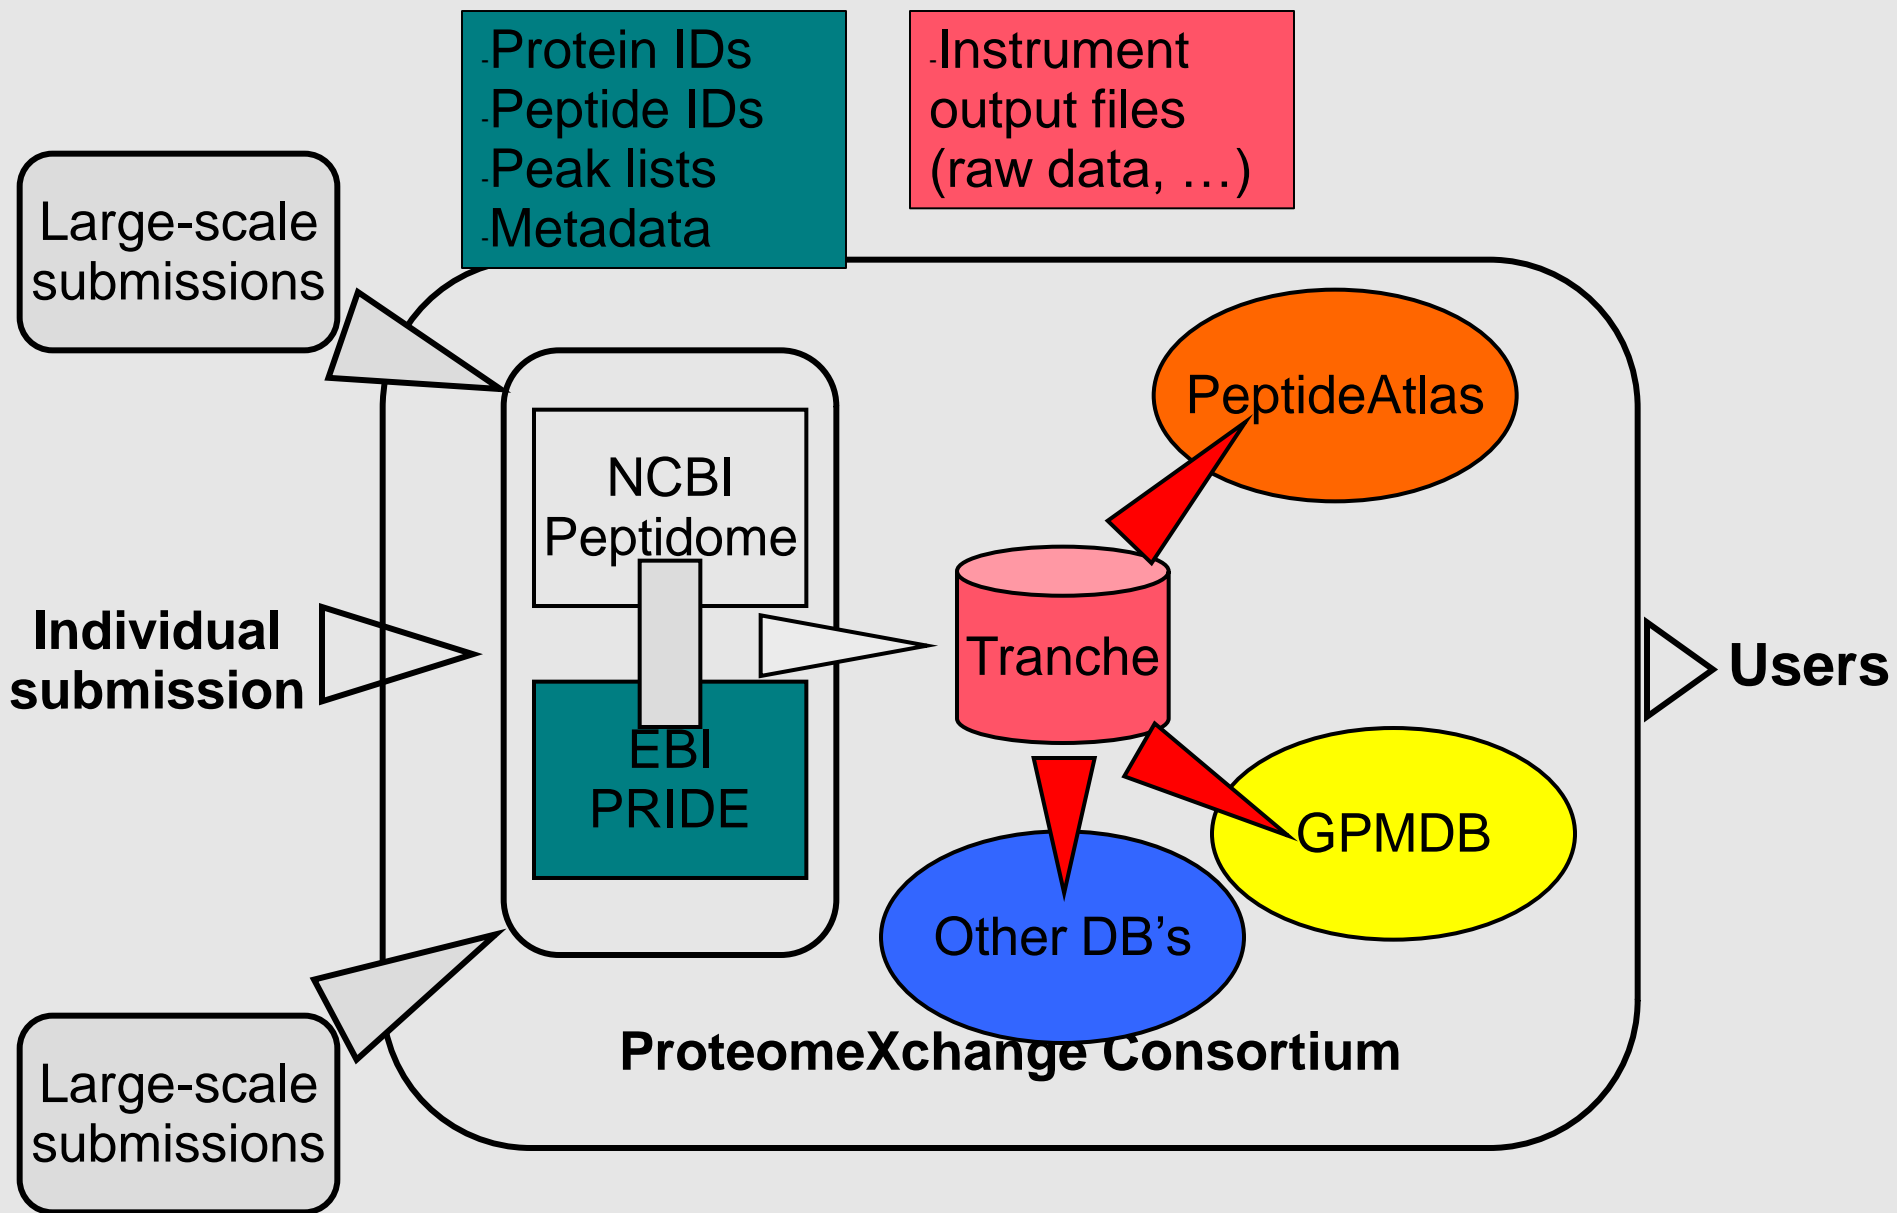 -Protein IDs
-Peptide IDs
-Peak lists
-Metadata
-Instrument
output files
(raw data, …)
Large-scale
submissions
PeptideAtlas
NCBI
Peptidome
Individual
submission
Tranche
Users
EBI
PRIDE
GPMDB
Other DB’s
ProteomeXchange Consortium
Large-scale
submissions